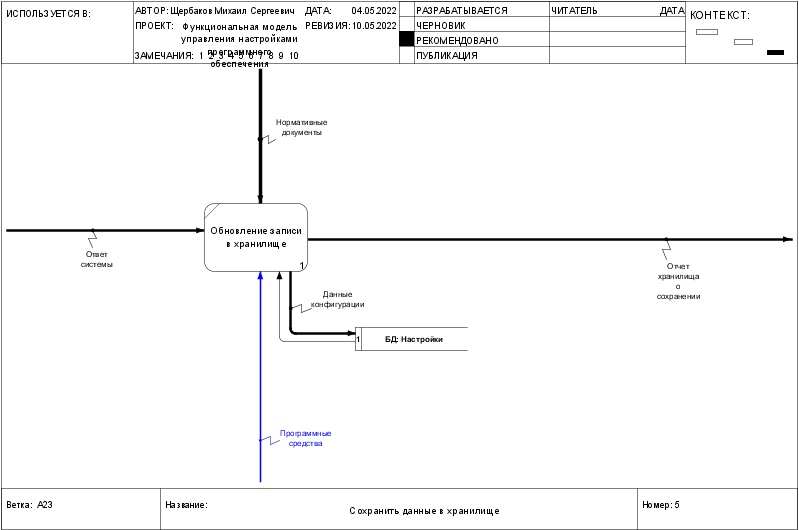 ИСПОЛЬЗУЕТСЯ В:
АВТОР: Щербаков Михаил Сергеевич
ДАТА: 04.05.2022
ПРОЕКТ: Функциональная модель
управления настройками
программного
обеспечения
РЕВИЗИЯ: 10.05.2022
ЗАМЕЧАНИЯ: 1 2 3 4 5 6 7 8 9 10
РАЗРАБАТЫВАЕТСЯ
ЧЕРНОВИК
РЕКОМЕНДОВАНО
ПУБЛИКАЦИЯ
ЧИТАТЕЛЬ ДАТА
КОНТЕКСТ:
Нормативные
документы
Обновление записи
в хранилище
1
Ответ
системы
Отчет
хранилища
о
сохранении
Данные
конфигурации
1 БД: Настройки
Программные
средства
Ветка: A23
Название: Сохранить данные в хранилище
Номер: 5